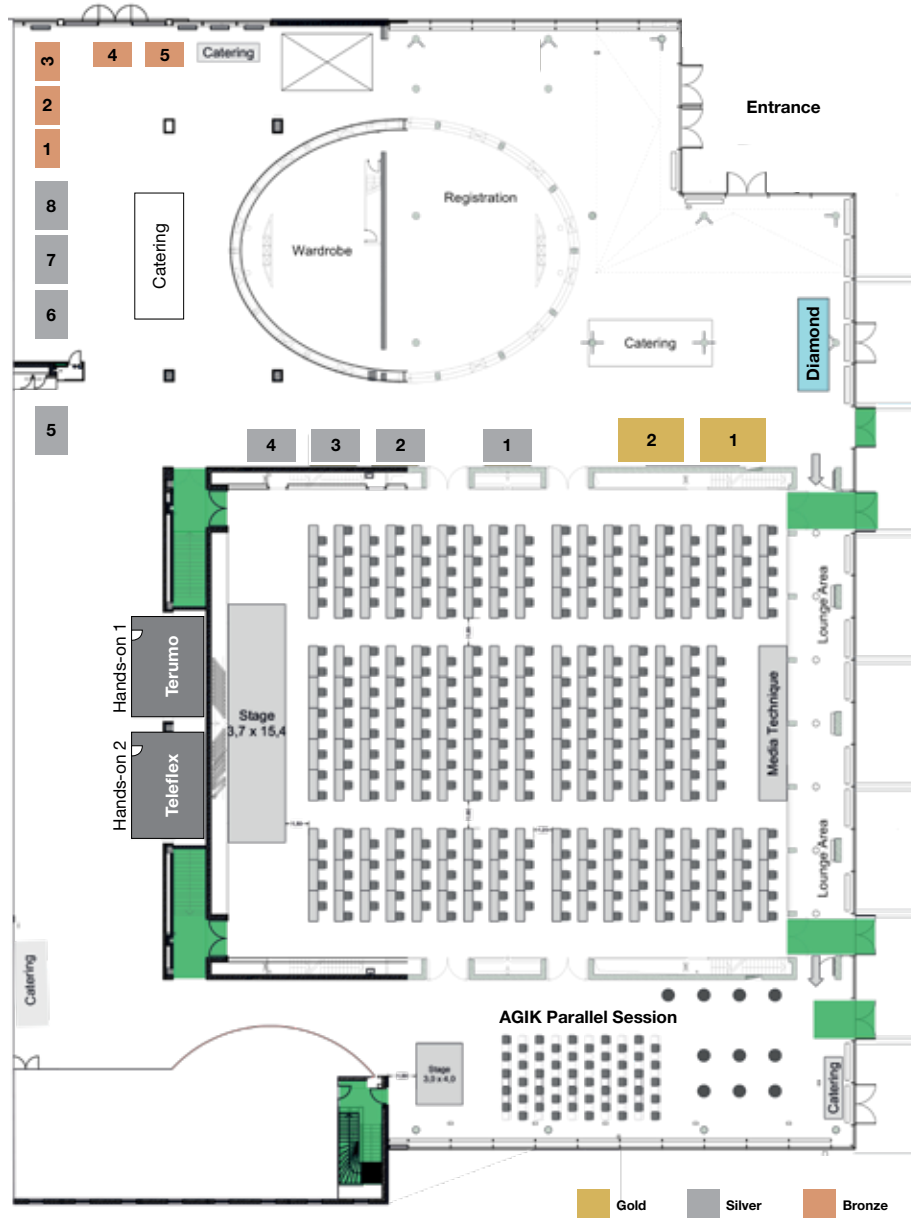 3
4
5
Catering
2
1
Entrance
8
7
6
Catering
Wardrobe
Registration
Catering
Diamond
5
4
3
2
1
2
1
Lounge Area
Hands-on 1
Terumo
Hands-on 2
Teleflex
Stage
3,7 x 15,4
Media Technique
Lounge Area
Catering
AGIK Parallel Session
Stage
3,0 x 4,0
Catering
Gold
Silver
Bronze